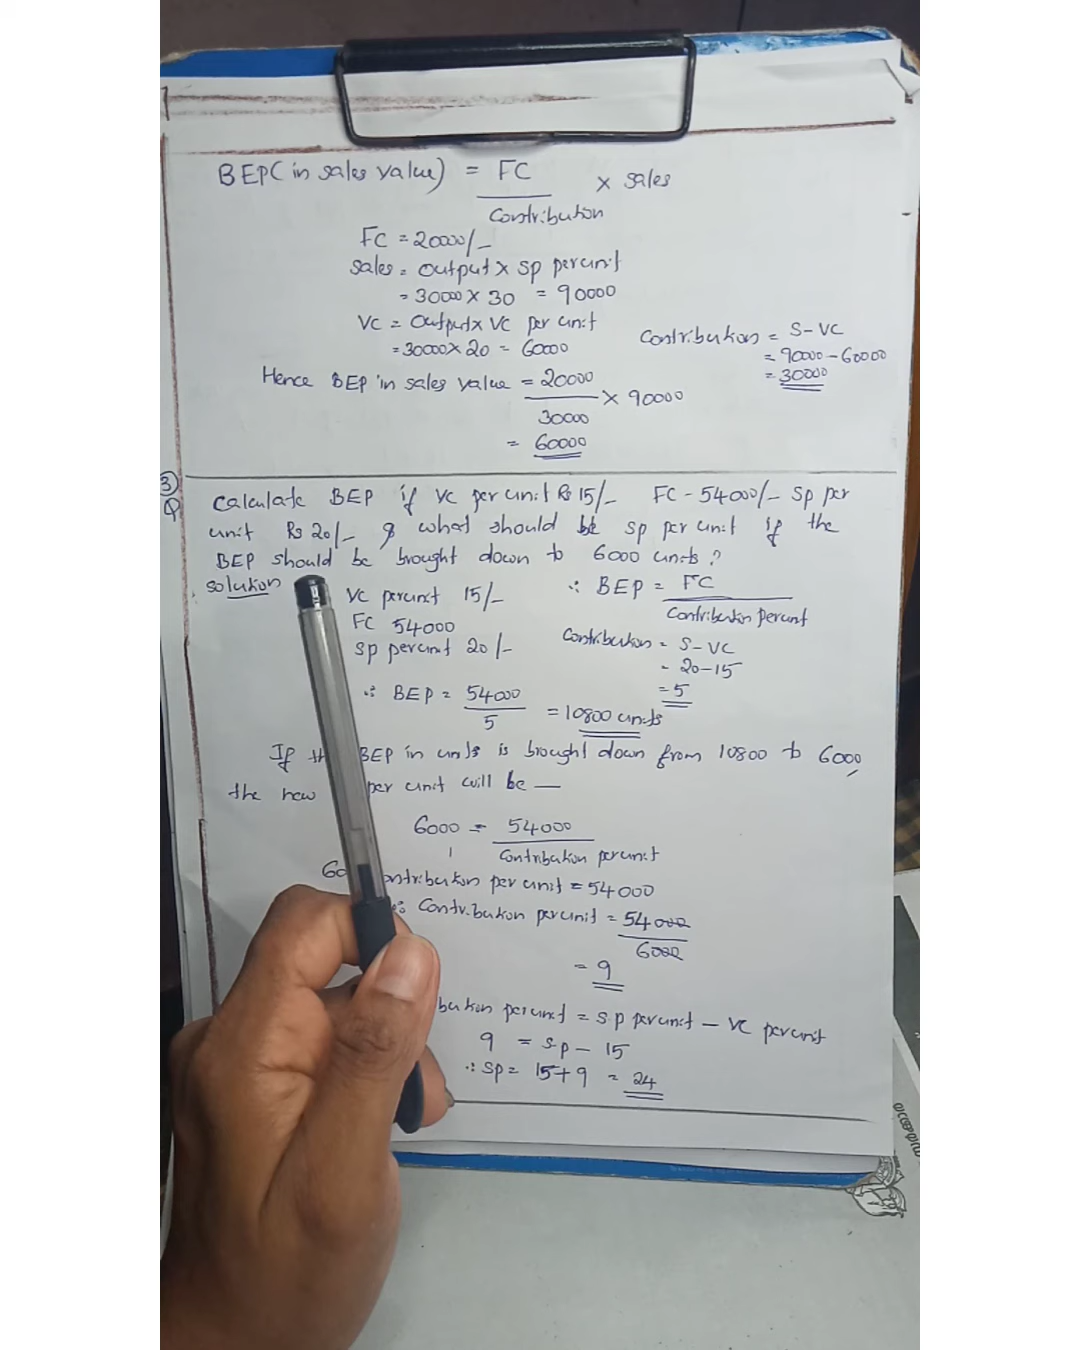 BEP (in sales value) = FC / Contribution × sales
FC = 20000/-
sales = output × sp per unit
= 30000 × 30 = 90000
VC = output × VC per unit
= 30000 × 20 = 60000
Contribution = S - VC
= 90000 - 60000
= 30000
Hence BEP in sales value = 20000 / 30000 × 90000
= 60000
3) Q
Calculate BEP if VC per unit Rs 15/- FC - 54000/- SP per
unit Rs 20/- & what should be sp per unit if the
BEP should be brought down to 6000 units?
solution
VC per unit 15/-
FC 54000
sp per unit 20/-
∴ BEP = FC / Contribution per unit
Contribution = S - VC
= 20-15
= 5
∴ BEP = 54000 / 5 = 10800 units
If BEP in units is brought down from 10800 to 6000
the new per unit will be —
6000 = 54000 / Contribution per unit
contribution per unit = 54000
∴ Contribution per unit = 54000 / 6000
= 9
per unit = S.p per unit - VC per unit
9 = s.p - 15
∴ SP = 15+9 = 24